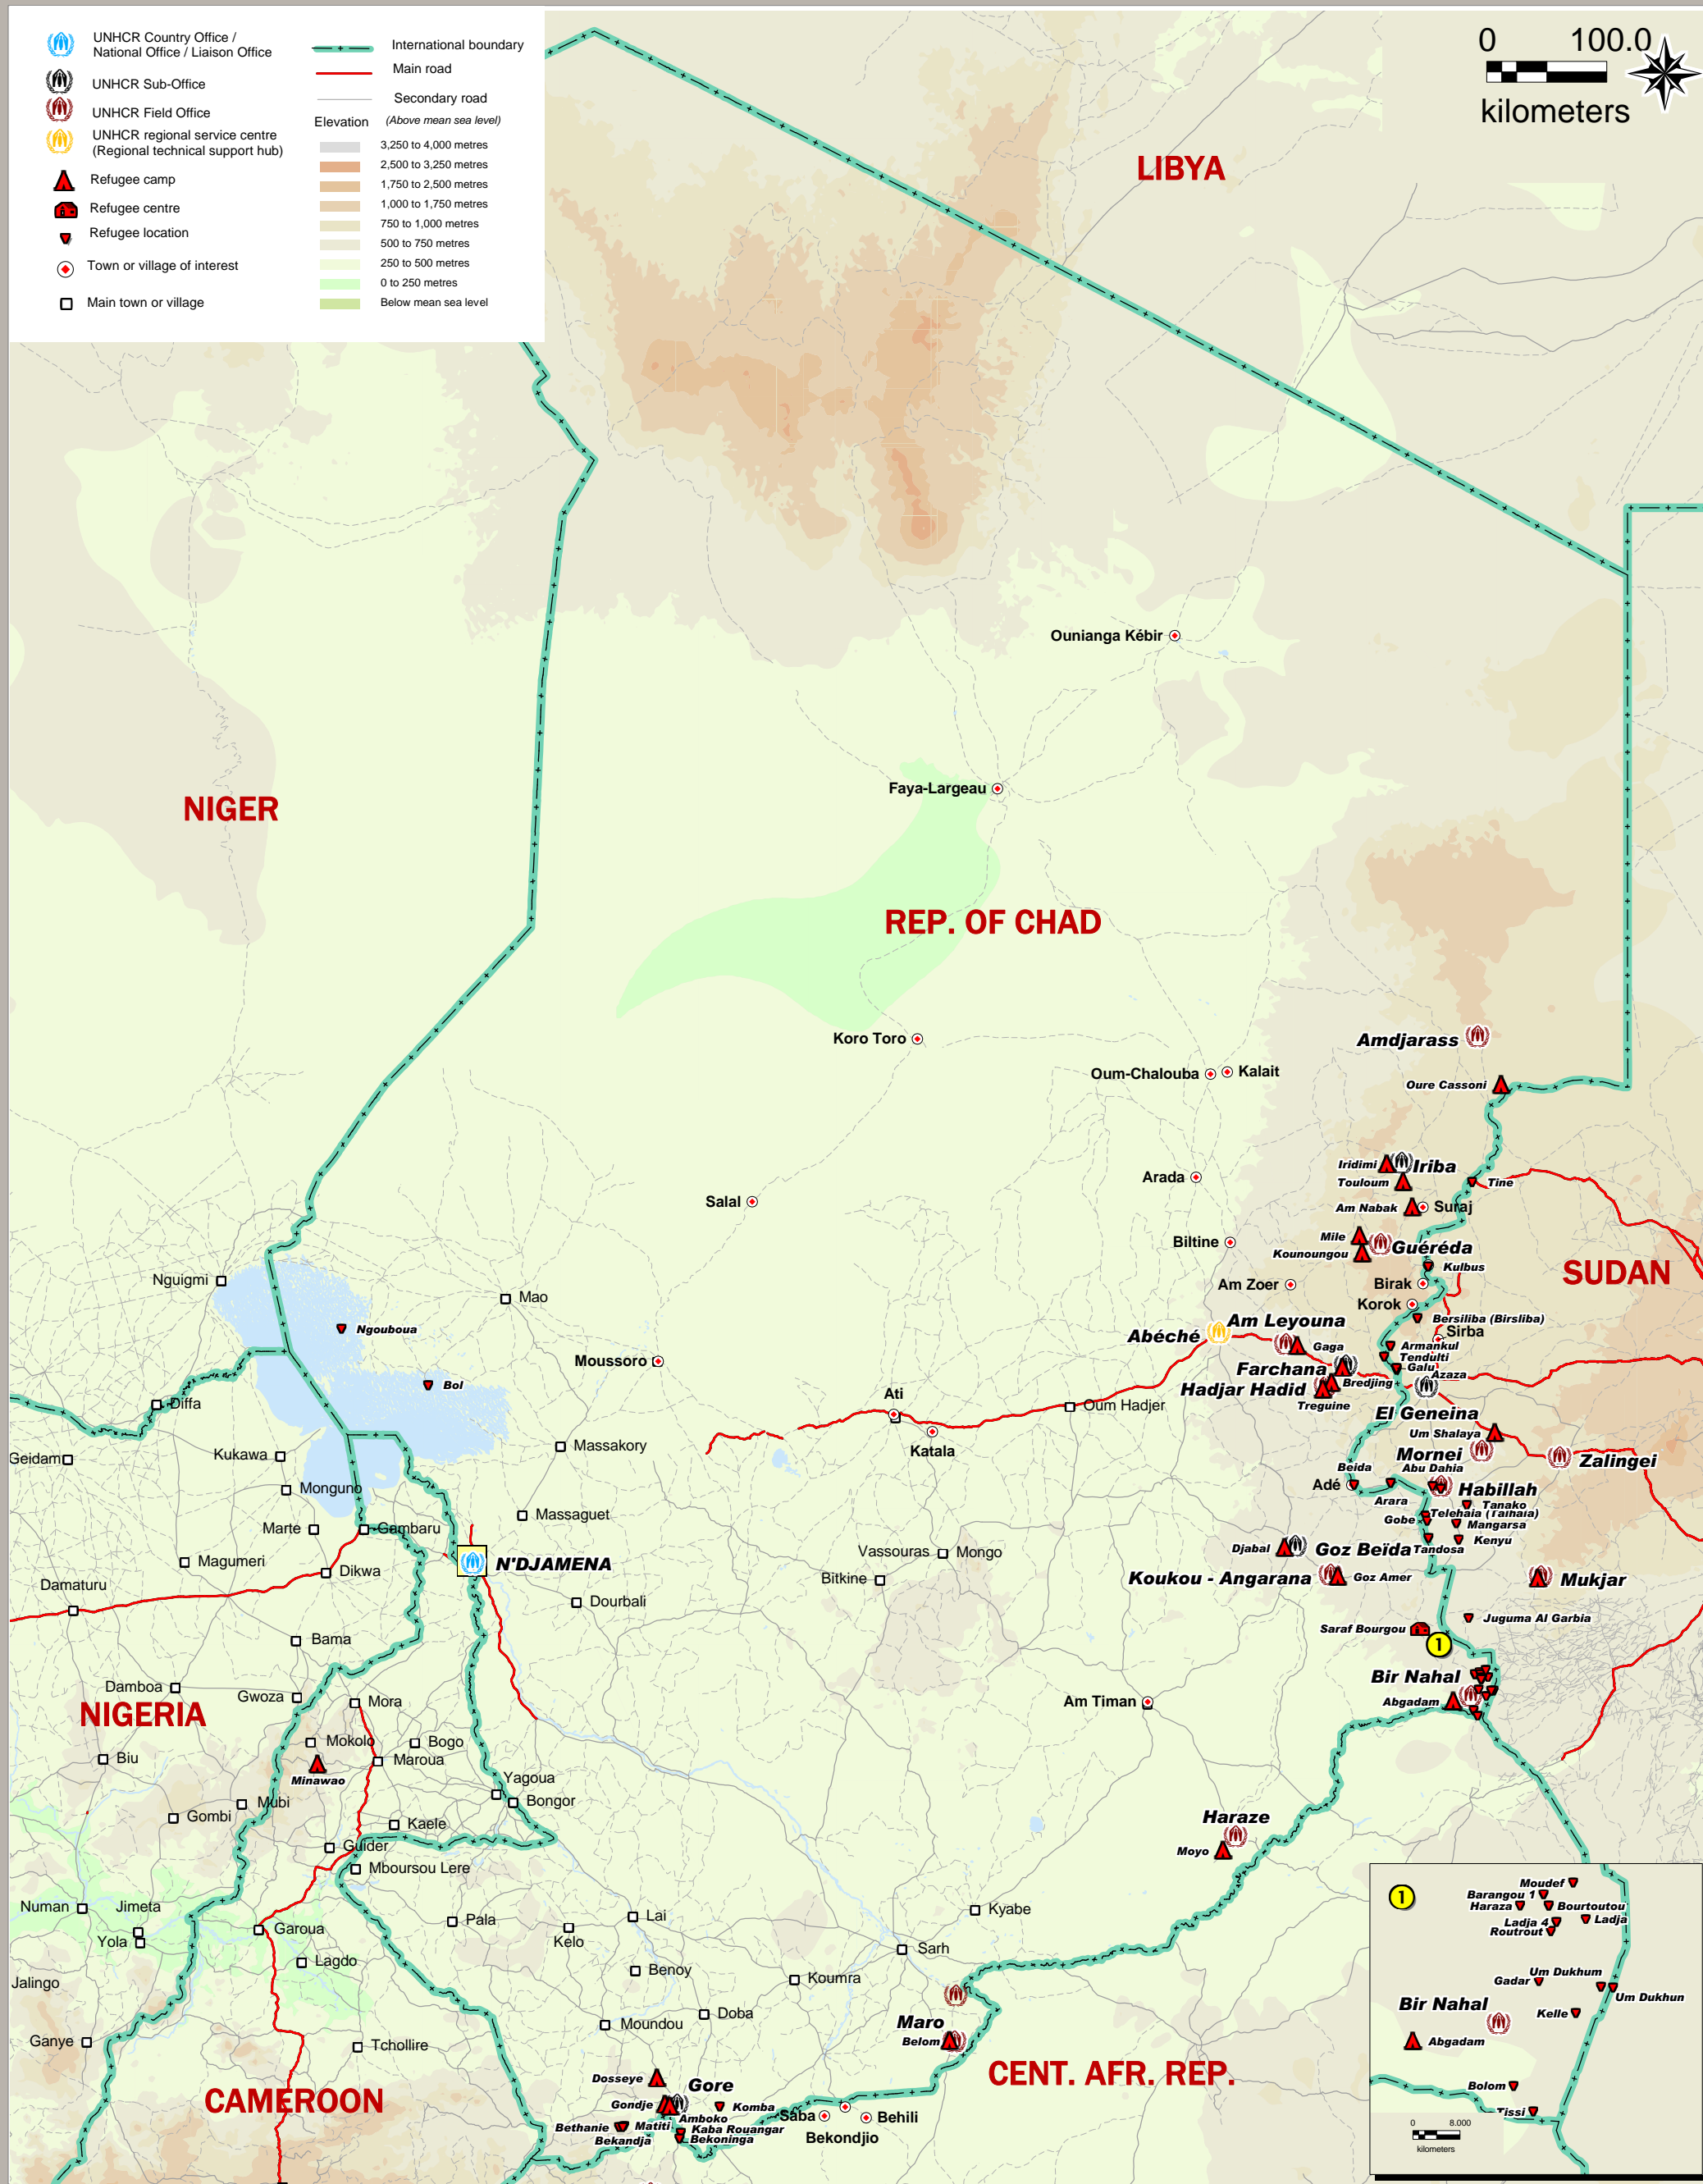 UNHCR Country Office /
National Office / Liaison Office
UNHCR Sub-Office
UNHCR Field Office
UNHCR regional service centre
(Regional technical support hub)
Refugee camp
Refugee centre
Refugee location
Town or village of interest
Main town or village
International boundary
Main road
Secondary road
Elevation (Above mean sea level)
3,250 to 4,000 metres
2,500 to 3,250 metres
1,750 to 2,500 metres
1,000 to 1,750 metres
750 to 1,000 metres
500 to 750 metres
250 to 500 metres
0 to 250 metres
Below mean sea level
0 100.0
kilometers
LIBYA
Ounianga Kébir
Faya-Largeau
NIGER
REP. OF CHAD
Koro Toro
Amdjarass
Oum-Chalouba
Kalait
Oure Cassoni
Iridimi
Iriba
Arada
Touloum
Tine
Salal
Am Nabak
Suraj
Mile
Biltine
Guéréda
Kounoungou
Kulbus
SUDAN
Nguigmi
Am Zoer
Birak
Mao
Korok
Bersiliba (Birsliba)
Am Leyouna
Ngouboua
Abéché
Sirba
Gaga
Armankul
Tendulti
Moussoro
Farchana
Galu
Azaza
Bol
Hadjar Hadid
Bredjing
Ati
Treguine
Diffa
Oum Hadjer
El Geneina
Um Shalaya
Massakory
Katala
Kukawa
Mornei
Geidam
Zalingei
Beida
Abu Dahia
Adé
Monguno
Habillah
Arara
Tanako
Massaguet
Telehaia (Talhaia)
Gobe
Mangarsa
Marte
Gambaru
Kenyu
Djabal
Goz Beïda
Tandosa
Vassouras
Mongo
Magumeri
N'DJAMENA
Dikwa
Bitkine
Koukou - Angarana
Goz Amer
Mukjar
Damaturu
Dourbali
Juguma Al Garbia
Saraf Bourgou
Bama
1
Bir Nahal
Damboa
Gwoza
Mora
Am Timan
Abgadam
NIGERIA
Mokolo
Bogo
Biu
Maroua
Minawao
Yagoua
Bongor
Mubi
Gombi
Kaele
Haraze
Guider
Moyo
Mboursou Lere
Numan
Jimeta
Kyabe
Pala
Lai
Garoua
Kelo
Yola
Sarh
Lagdo
Benoy
Jalingo
Koumra
Doba
Moundou
Maro
Ganye
Tchollire
Belom
CENT. AFR. REP.
Dosseye
Gore
CAMEROON
Gondje
Komba
Amboko
Saba
Behili
Bethanie
Matiti
Kaba Rouangar
Bekandja
Bekoninga
Bekondjio
1
Moudef
Barangou 1
Haraza
Bourtoutou
Ladja 4
Ladja
Routrout
Um Dukhum
Gadar
Um Dukhun
Bir Nahal
Kelle
Abgadam
Bolom
Tissi
0 8.000
kilometers